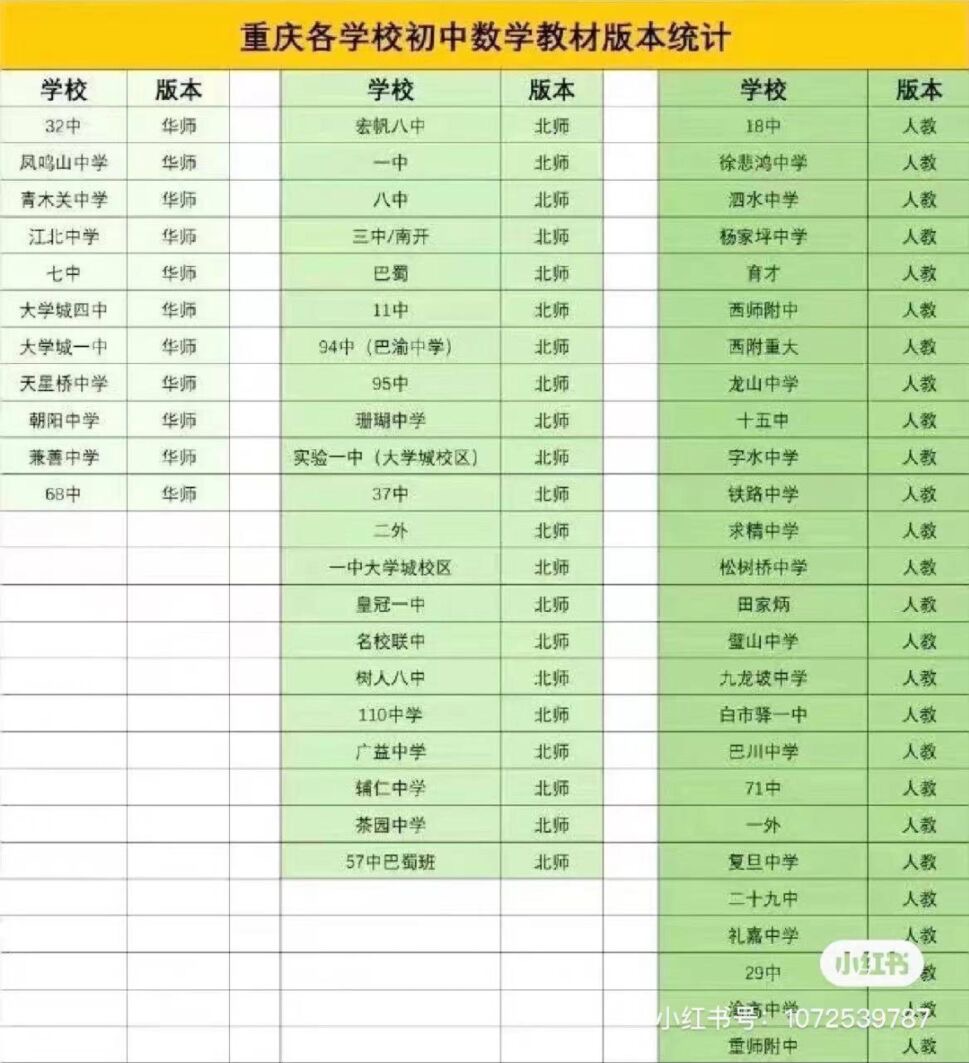 重庆各学校初中数学教材版本统计
学校 版本 学校 版本 学校 版本
32中 华师 宏帆八中 北师 18中 人教
凤鸣山中学 华师 一中 北师 徐悲鸿中学 人教
青木关中学 华师 八中 北师 泗水中学 人教
江北中学 华师 三中/南开 北师 杨家坪中学 人教
七中 华师 巴蜀 北师 育才 人教
大学城四中 华师 11中 北师 西师附中 人教
大学城一中 华师 94中（巴渝中学） 北师 西附重大 人教
天星桥中学 华师 95中 北师 龙山中学 人教
朝阳中学 华师 珊瑚中学 北师 十五中 人教
兼善中学 华师 实验一中（大学城校区） 北师 字水中学 人教
68中 华师 37中 北师 铁路中学 人教
二外 北师 求精中学 人教
一中大学城校区 北师 松树桥中学 人教
皇冠一中 北师 田家炳 人教
名校联中 北师 璧山中学 人教
树人八中 北师 九龙坡中学 人教
110中学 北师 白市驿一中 人教
广益中学 北师 巴川中学 人教
辅仁中学 北师 71中 人教
茶园中学 北师 一外 人教
57中巴蜀班 北师 复旦中学 人教
二十九中 人教
礼嘉中学 人教
29中 教
小红书
渝高中学 人教
小红书号：1072539787
重师附中 人教